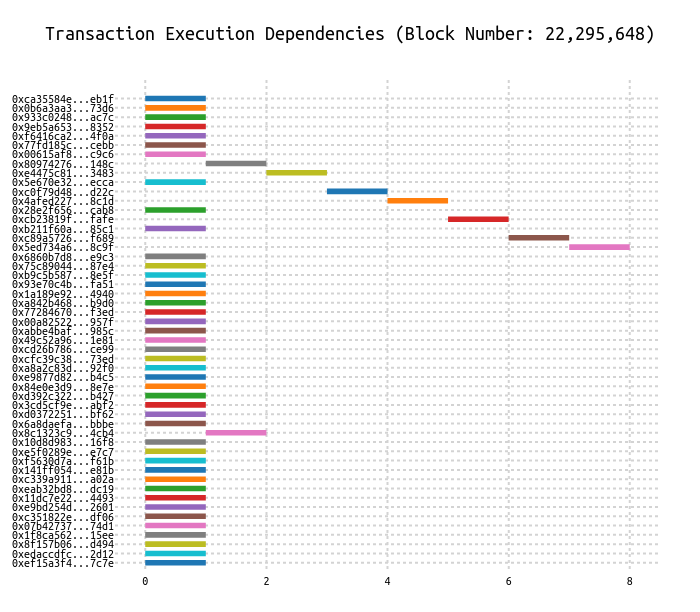 Transaction Execution Dependencies (Block Number: 22,295,648)
0xca35584e...eb1f
0x0b6a3aa3...73d6
0x933c0248...ac7c
0x9eb5a653...8352
0xf6416ca2...4f0a
0x77fd185c...cebb
0x00615af8...c9c6
0x80974276...148c
0xe4475c81...3483
0x5e670e32...ecca
0xc0f79d48...d22c
0x4afed227...8c1d
0x28e2f656...cab8
0xcb23819f...fafe
0xb211f60a...85c1
0xc89a5726...f689
0x5ed734a6...8c9f
0x6860b7d8...e9c3
0x75c89044...87e4
0xb9c5b587...8e5f
0x93e70c4b...fa51
0x1a189e92...4940
0xa842b468...b9d0
0x77284670...f3ed
0x00a82522...957f
0xabbe4baf...985c
0x49c52a96...1e81
0xcd26b786...ce99
0xcfc39c38...73ed
0xa8a2c83d...92f0
0xe9877d82...b4c5
0x84e0e3d9...8e7e
0xd392c322...b427
0x3cd5cf9e...abf2
0xd0372251...bf62
0x6a8daefa...bbbe
0x8c1323c9...4cb4
0x10d8d983...16f8
0xe5f0289e...e7c7
0xf5630d7a...f61b
0x141ff054...e81b
0xc339a911...a02a
0xeab32bd8...dc19
0x11dc7e22...4493
0xe9bd254d...2601
0xc351822e...df06
0x07b42737...74d1
0x1f8ca562...15ee
0x8f157b06...d494
0xedaccdfc...2d12
0xef15a3f4...7c7e
0 2 4 6 8